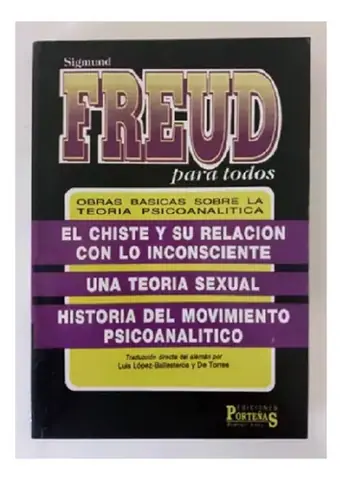 Sigmund
FREUD
para todos
OBRAS BASICAS SOBRE LA
TEORIA PSICOANALITICA
EL CHISTE Y SU RELACION
CON LO INCONSCIENTE
UNA TEORIA SEXUAL
HISTORIA DEL MOVIMIENTO
PSICOANALITICO
Traducción directa del alemán por
Luis López-Ballesteros y De Torres
EDICIONES
PORTEÑAS